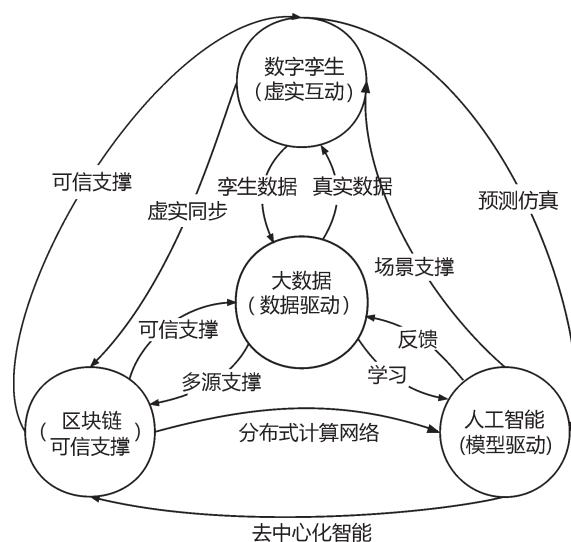 数字孪生
(虚实互动)
可信支撑
孪生数据
真实数据
虚实同步
预测仿真
场景支撑
大数据
(数据驱动)
可信支撑
反馈
多源支撑
学习
区块链
(可信支撑)
分布式计算网络
人工智能
(模型驱动)
去中心化智能